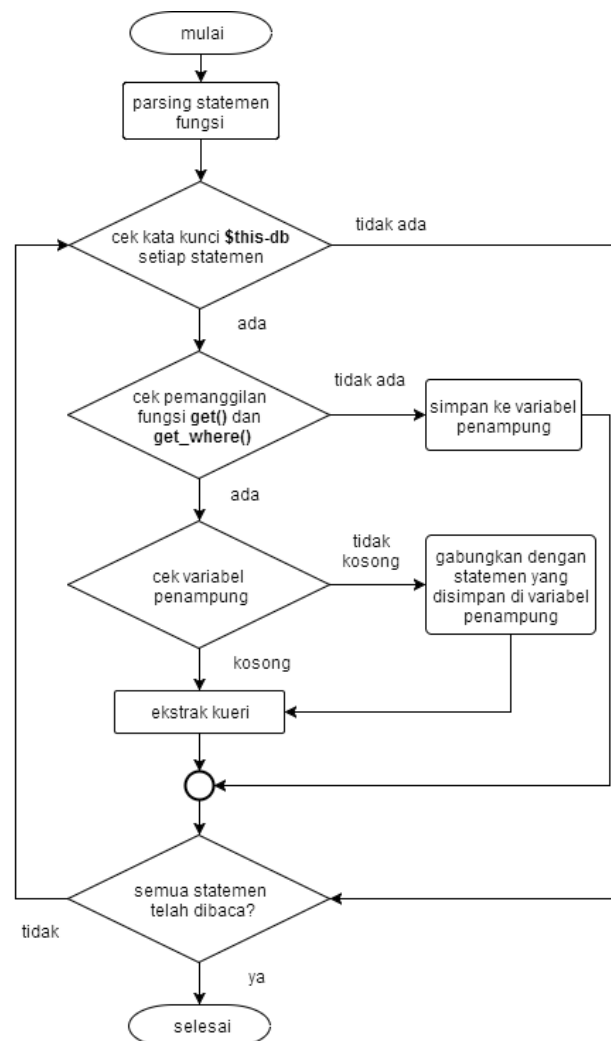 mulai
parsing statemen
fungsi
cek kata kunci $this-db
setiap statemen
tidak ada
ada
cek pemanggilan
fungsi get() dan
get_where()
tidak ada
simpan ke variabel
penampung
ada
cek variabel
penampung
tidak
kosong
gabungkan dengan
statemen yang
disimpan di variabel
penampung
kosong
ekstrak kueri
semua statemen
telah dibaca?
tidak
ya
selesai